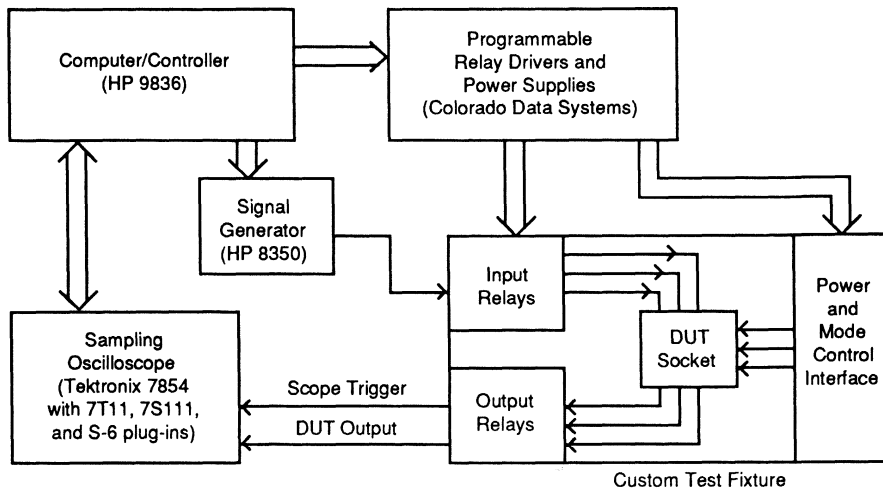 Computer/Controller
(HP 9836)
Programmable
Relay Drivers and
Power Supplies
(Colorado Data Systems)
Signal
Generator
(HP 8350)
Input
Relays
Power
and
Mode
Control
Interface
DUT
Socket
Sampling
Oscilloscope
(Tektronix 7854
with 7T11, 7S111,
and S-6 plug-ins)
Scope Trigger
DUT Output
Output
Relays
Custom Test Fixture